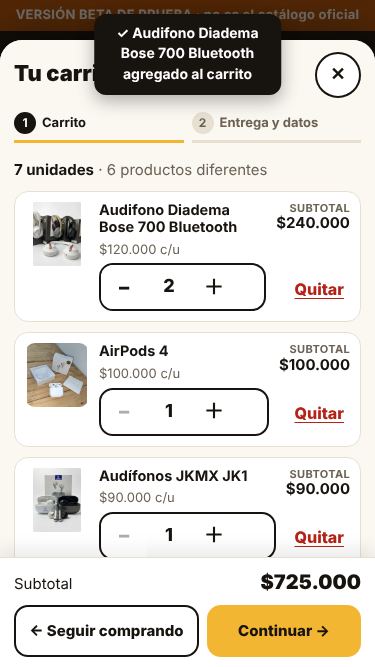 VERSIÓN BETA DE PRUEBA · no es el catálogo oficial
✓ Audifono Diadema
Bose 700 Bluetooth
agregado al carrito
Tu carri
✕
1 Carrito
2 Entrega y datos
7 unidades · 6 productos diferentes
Audifono Diadema
Bose 700 Bluetooth
$120.000 c/u
SUBTOTAL
$240.000
− 2 +
Quitar
AirPods 4
$100.000 c/u
SUBTOTAL
$100.000
− 1 +
Quitar
Audífonos JKMX JK1
$90.000 c/u
SUBTOTAL
$90.000
− 1 +
Quitar
Subtotal
$725.000
← Seguir comprando
Continuar →